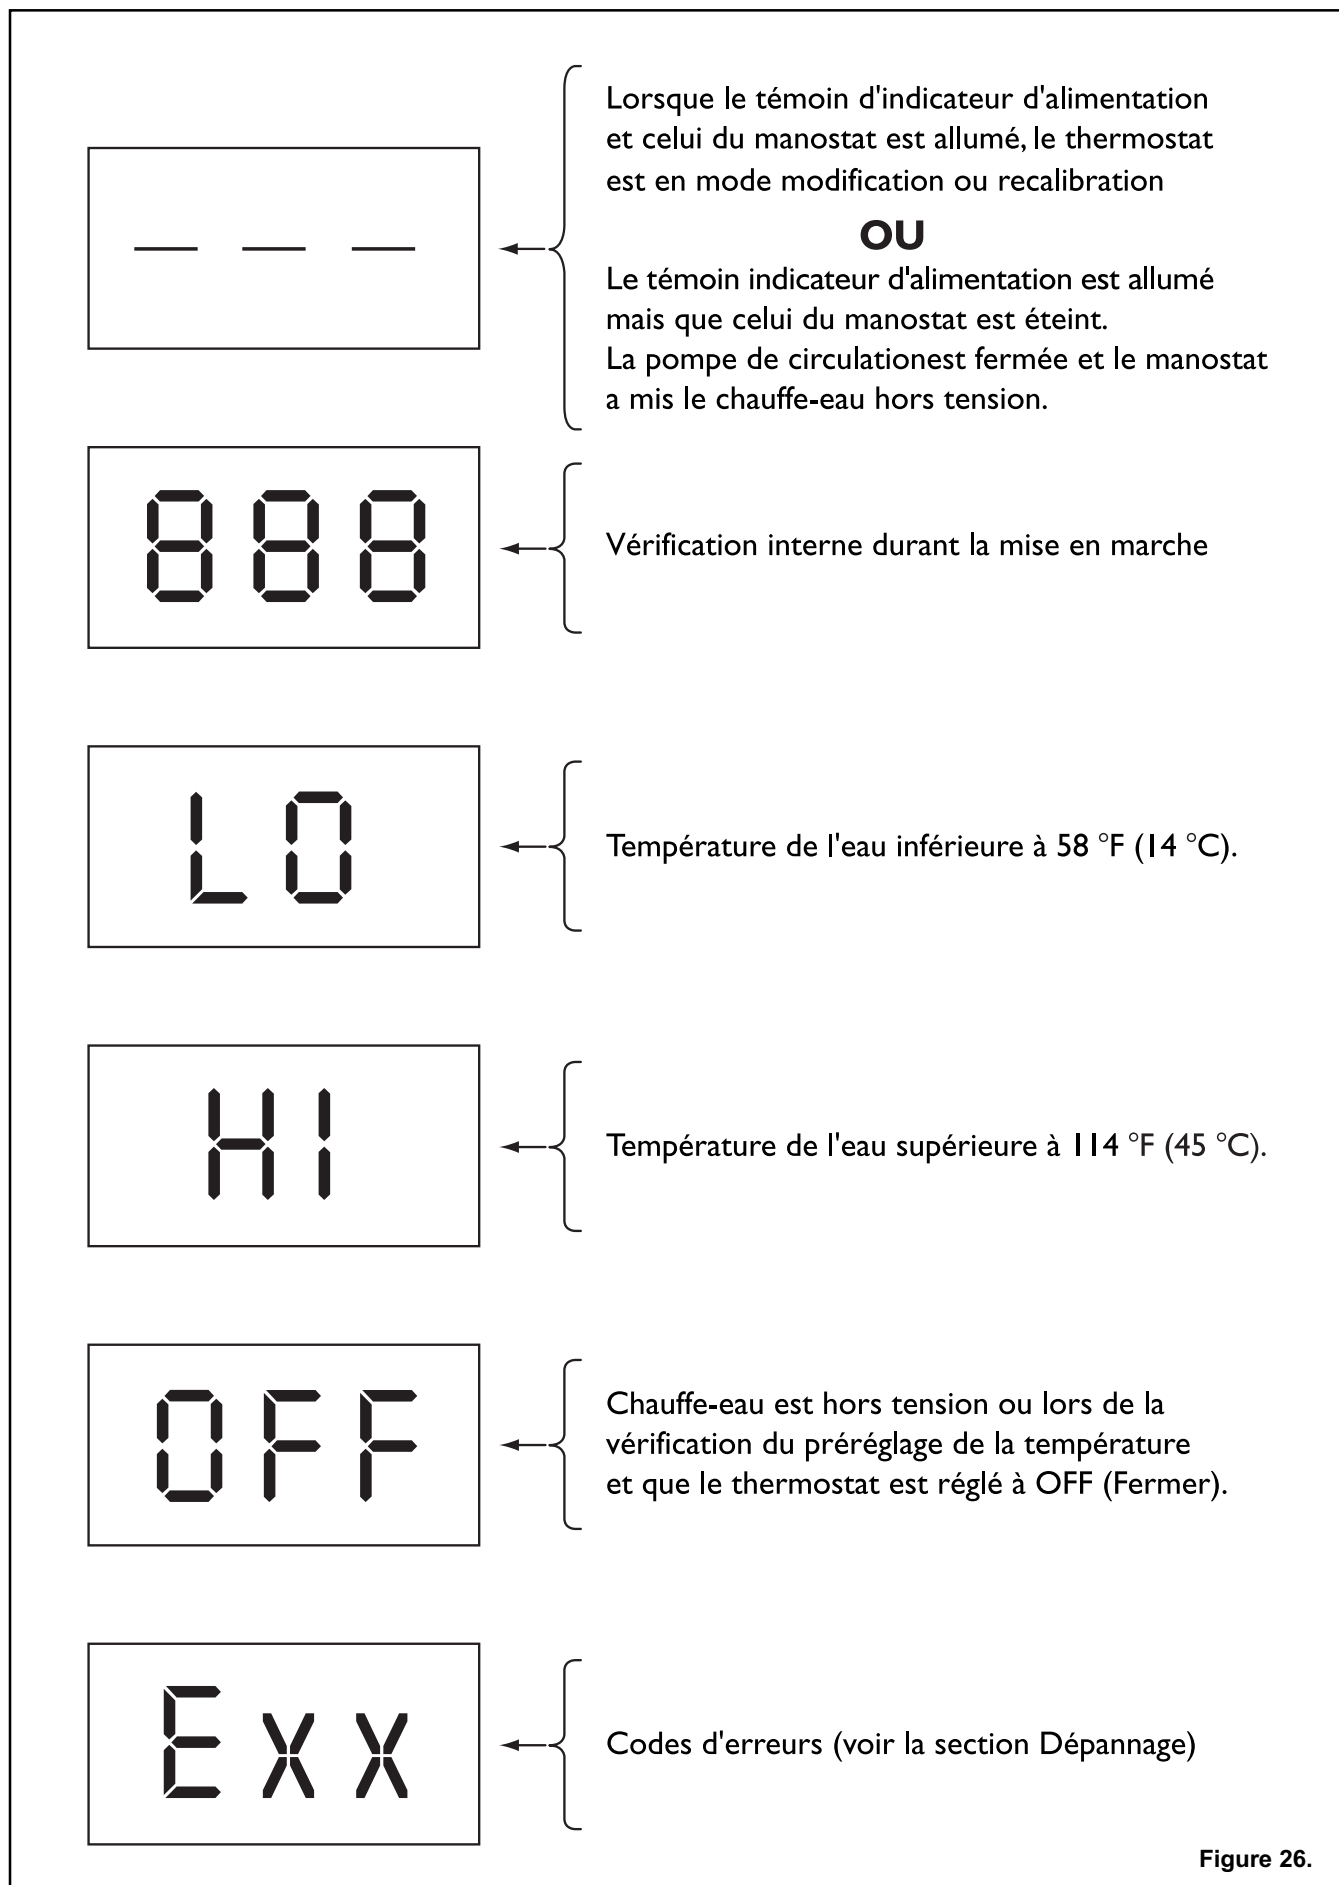 Lorsque le témoin d'indicateur d'alimentation
et celui du manostat est allumé, le thermostat
est en mode modification ou recalibration
OU
Le témoin indicateur d'alimentation est allumé
mais que celui du manostat est éteint.
La pompe de circulationest fermée et le manostat
a mis le chauffe-eau hors tension.
— — —
888
Vérification interne durant la mise en marche
LO
Température de l'eau inférieure à 58 °F (14 °C).
HI
Température de l'eau supérieure à 114 °F (45 °C).
OFF
Chauffe-eau est hors tension ou lors de la
vérification du préréglage de la température
et que le thermostat est réglé à OFF (Fermer).
Exx
Codes d'erreurs (voir la section Dépannage)
Figure 26.